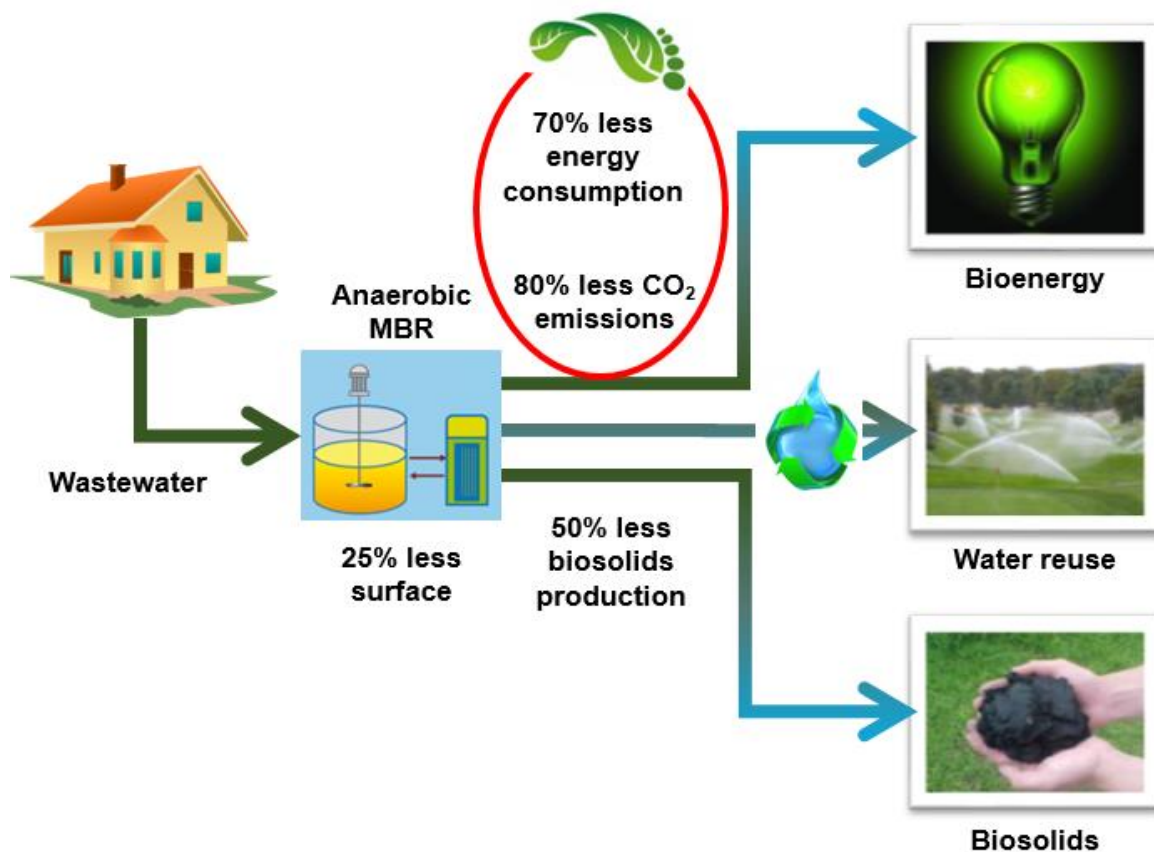 70% less
energy
consumption
80% less CO₂
emissions
Bioenergy
Anaerobic
MBR
Wastewater
25% less
surface
50% less
biosolids
production
Water reuse
Biosolids